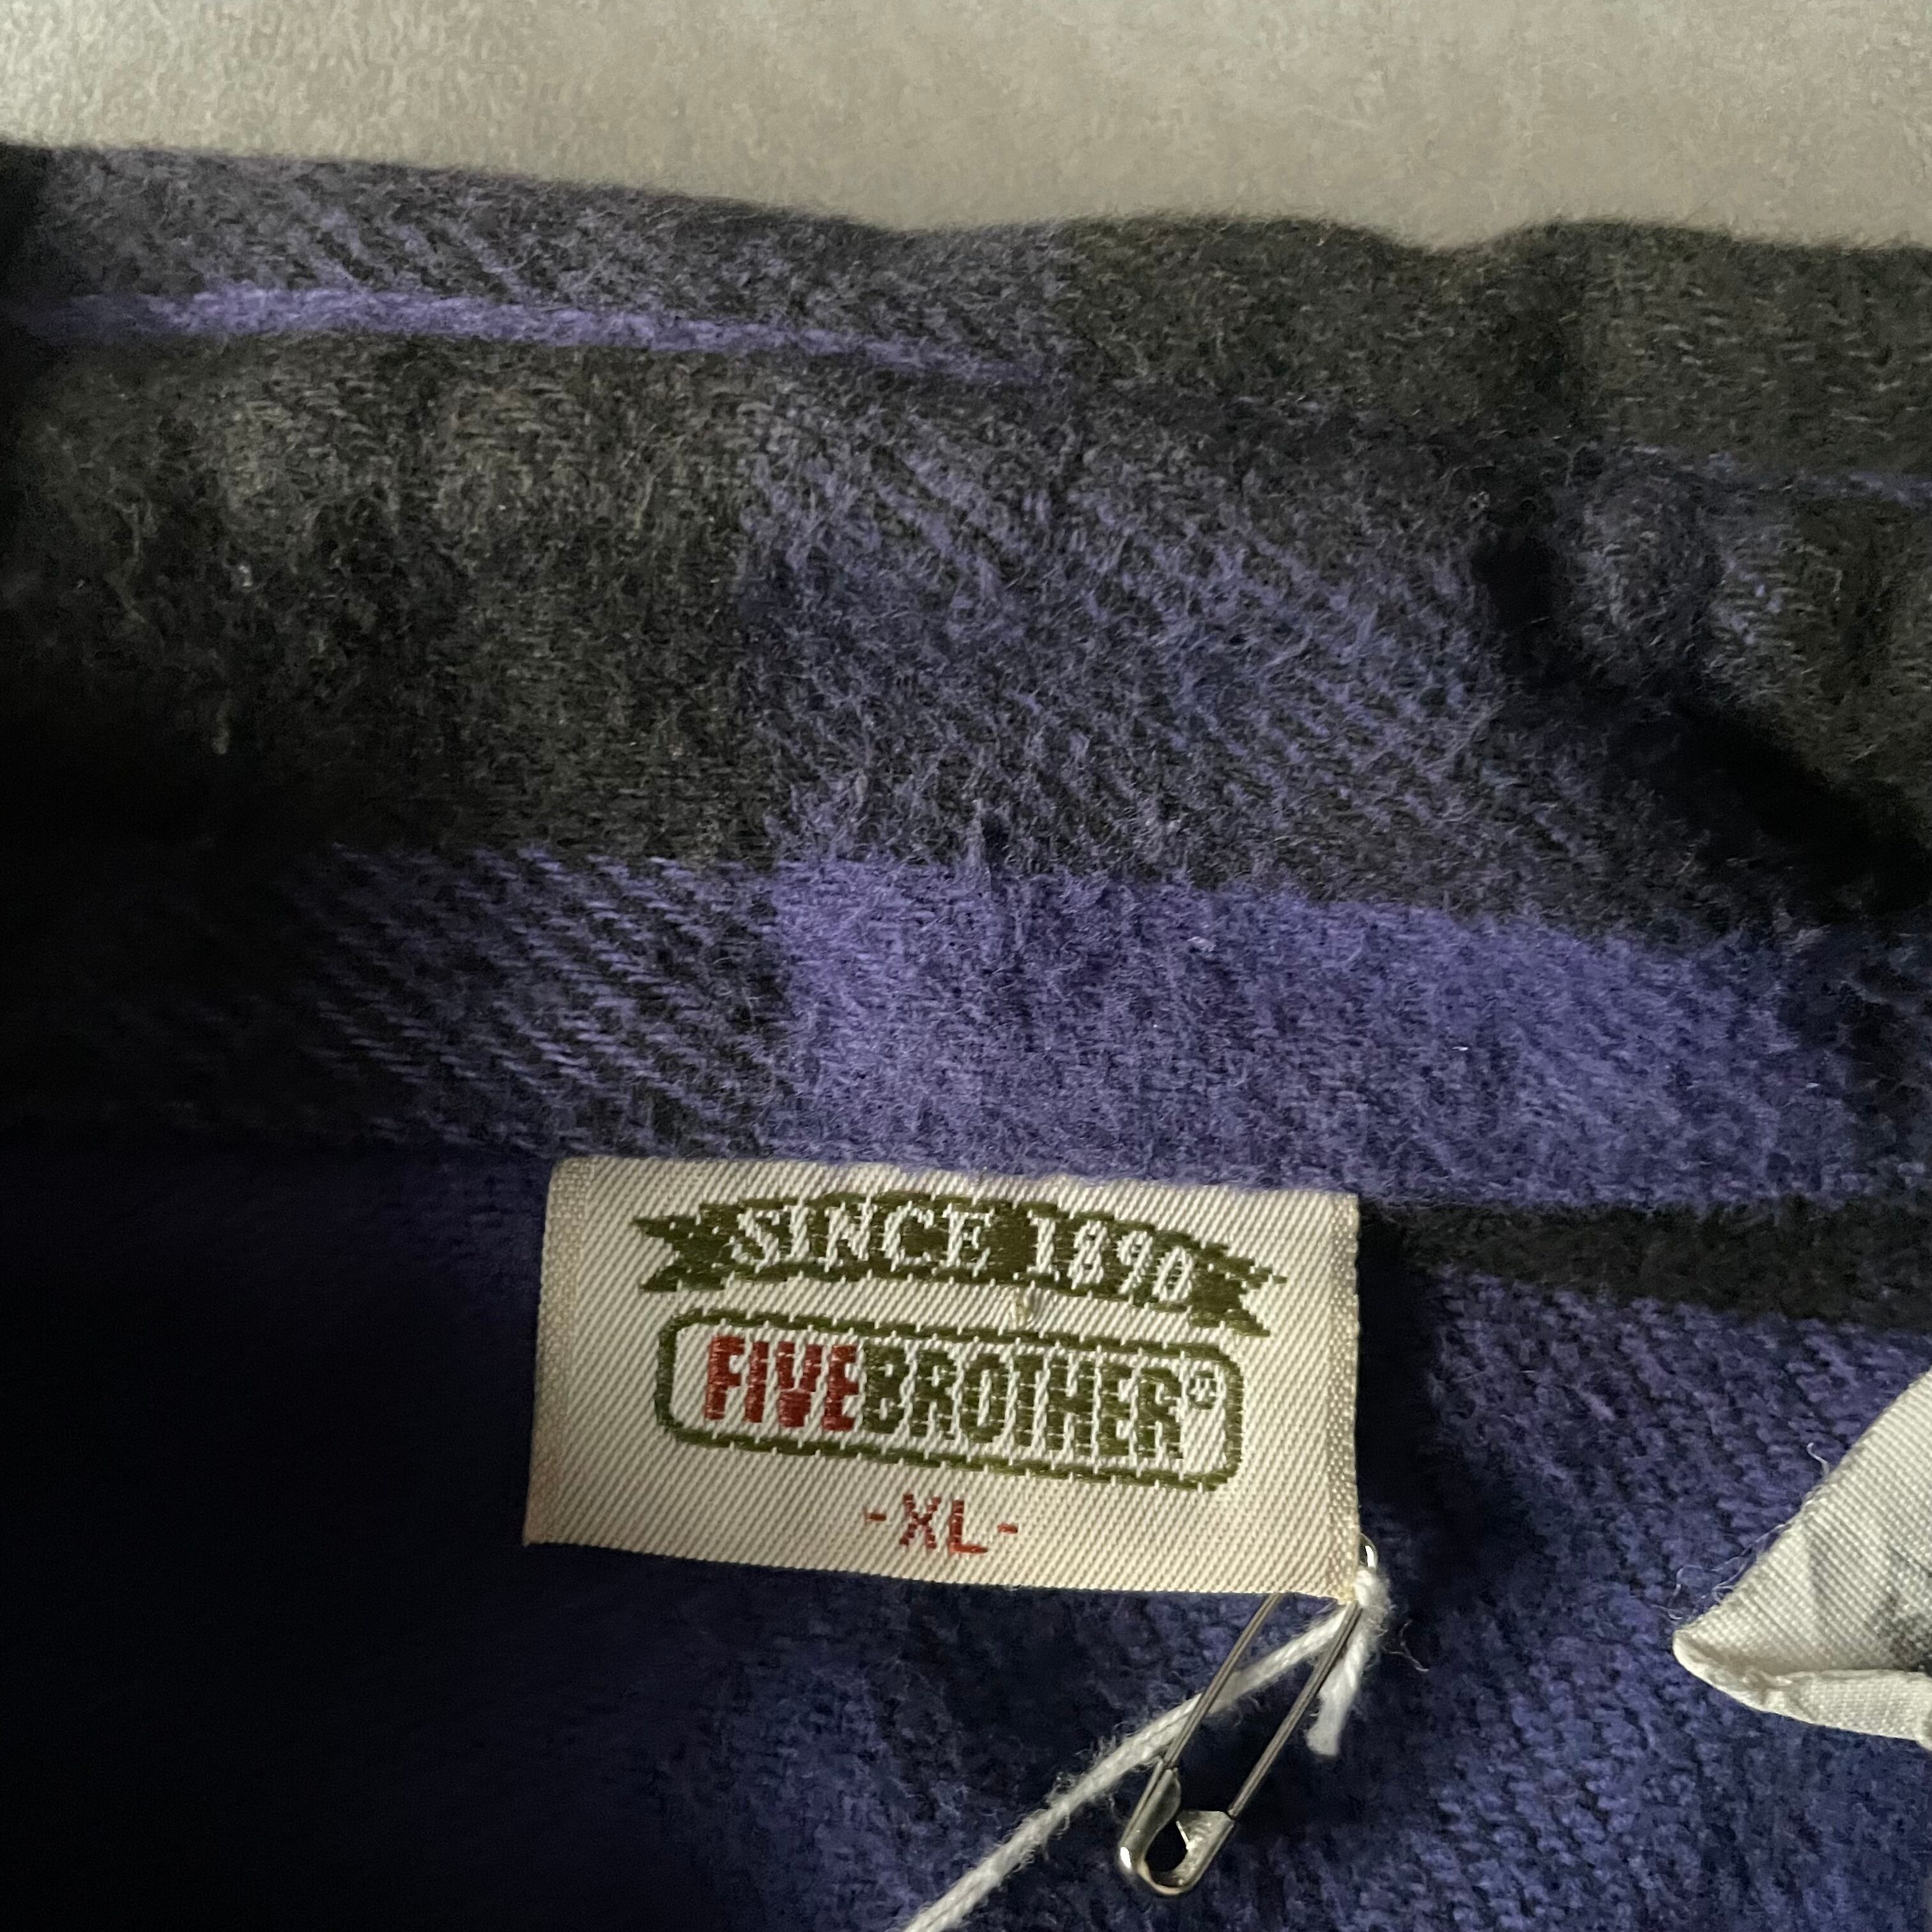 SINCE 1890
FIVEBROTHER®
-XL-